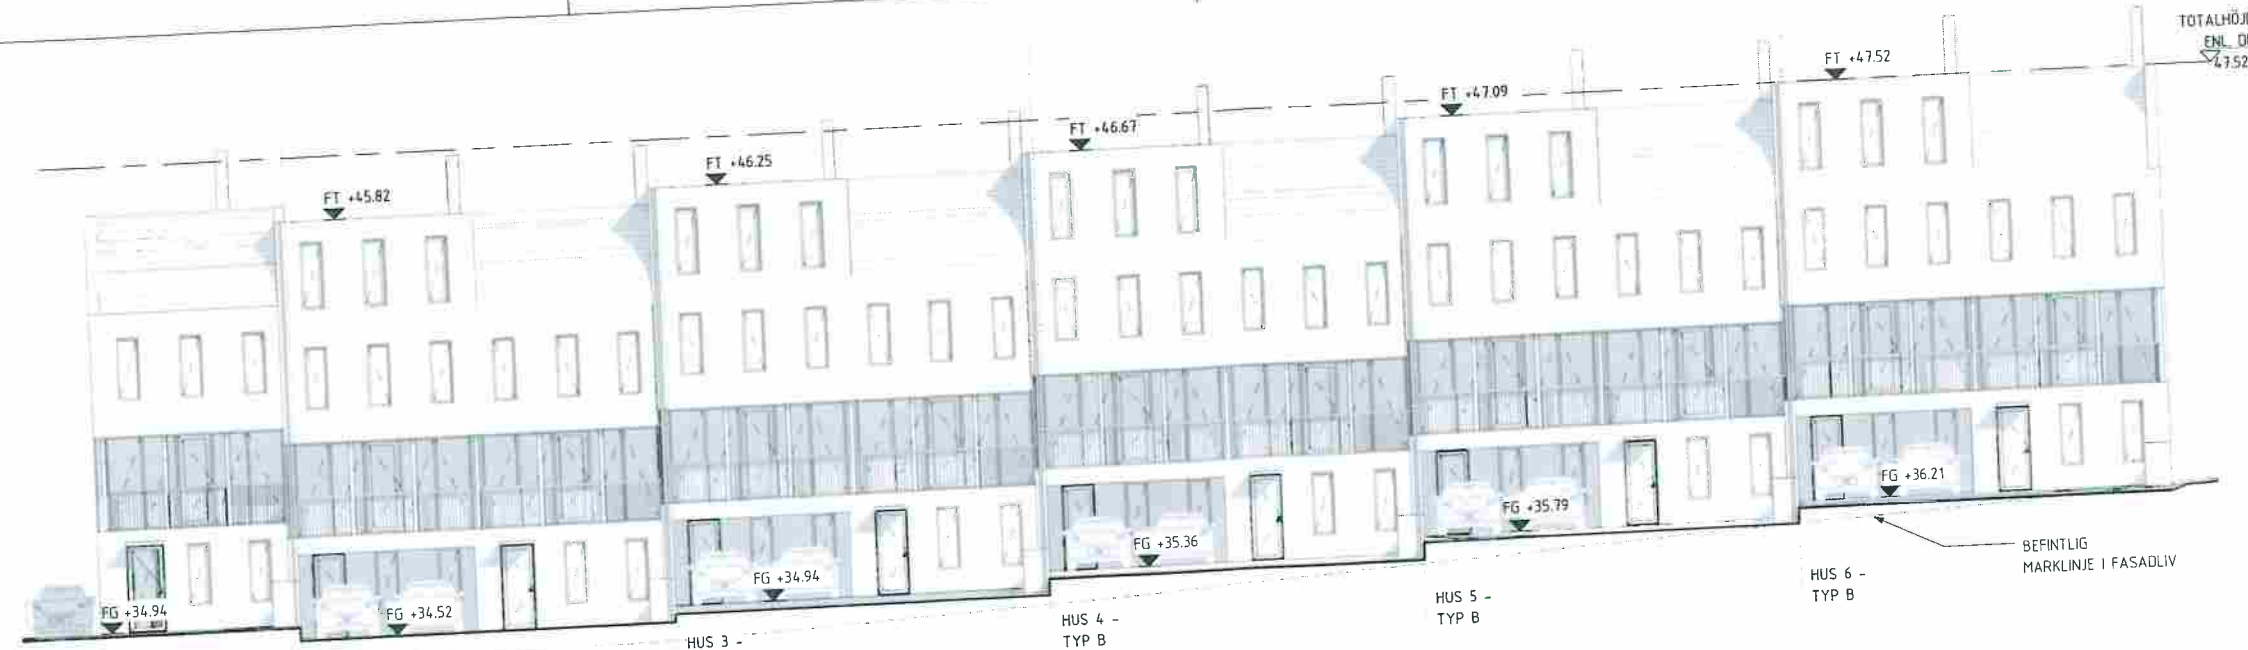 TOTALHÖJD
ENL. 
47.52
FT +47.52
FT +47.09
FT +46.67
FT +46.25
FT +45.82
FG +34.94
FG +34.52
FG +34.94
FG +35.36
FG +35.79
FG +36.21
BEFINTLIG
MARKLINJE I FASADLIV
HUS 3 -
HUS 4 -
TYP B
HUS 5 -
TYP B
HUS 6 -
TYP B